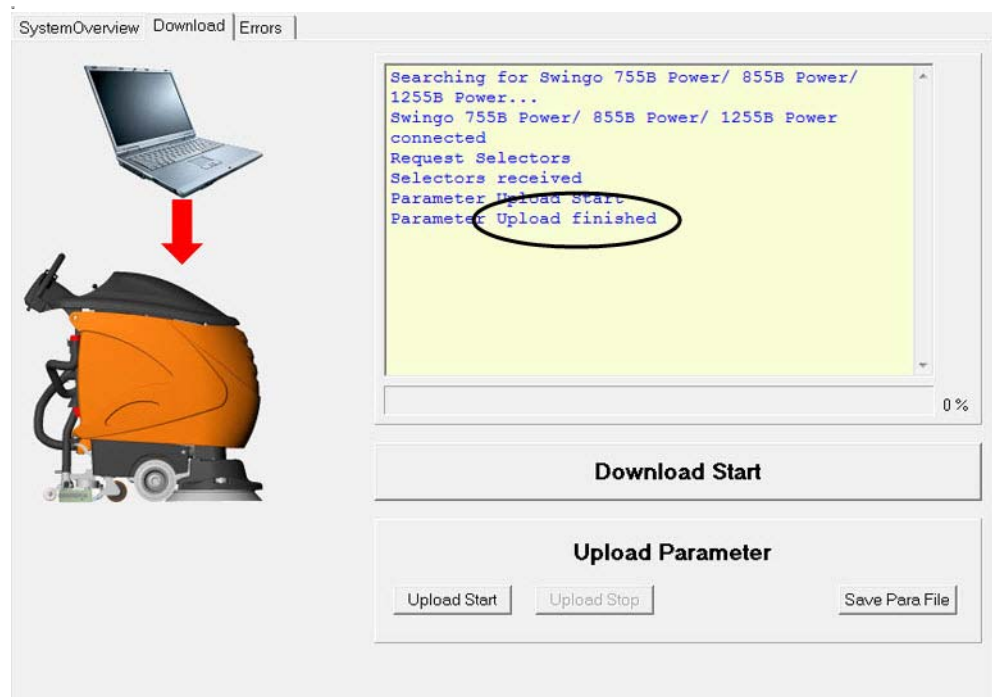 SystemOverview Download Errors
Searching for Swingo 755B Power/ 855B Power/
1255B Power...
Swingo 755B Power/ 855B Power/ 1255B Power
connected
Request Selectors
Selectors received
Parameter Upload Start
Parameter Upload finished
0 %
Download Start
Upload Parameter
Upload Start Upload Stop Save Para File